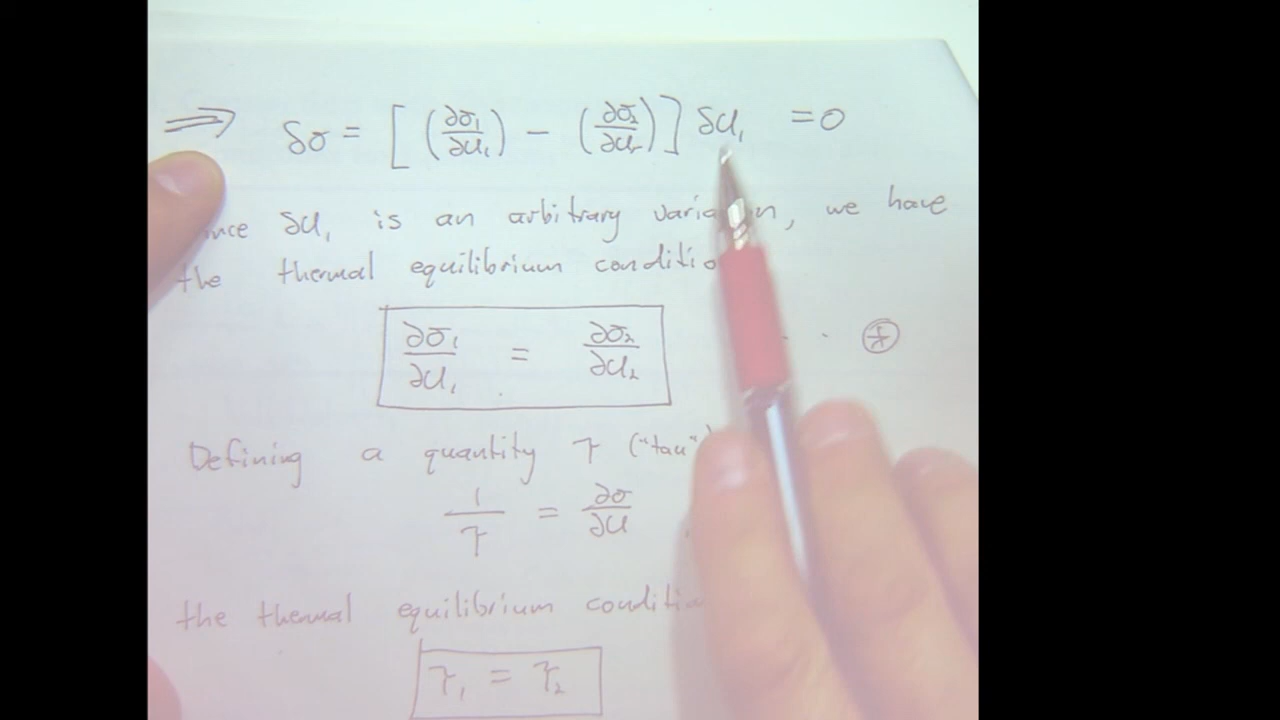 ⟹ δσ = [ (∂σ₁/∂U₁) − (∂σ₂/∂U₂) ] δU₁ = 0
δU₁ is an arbitrary we have
the thermal equilibrium
∂σ₁/∂U₁ = ∂σ₂/∂U₂ ⊛
Defining a quantity τ ("tau")
1/τ = ∂σ/∂U
the thermal equilibrium
τ₁ = τ₂